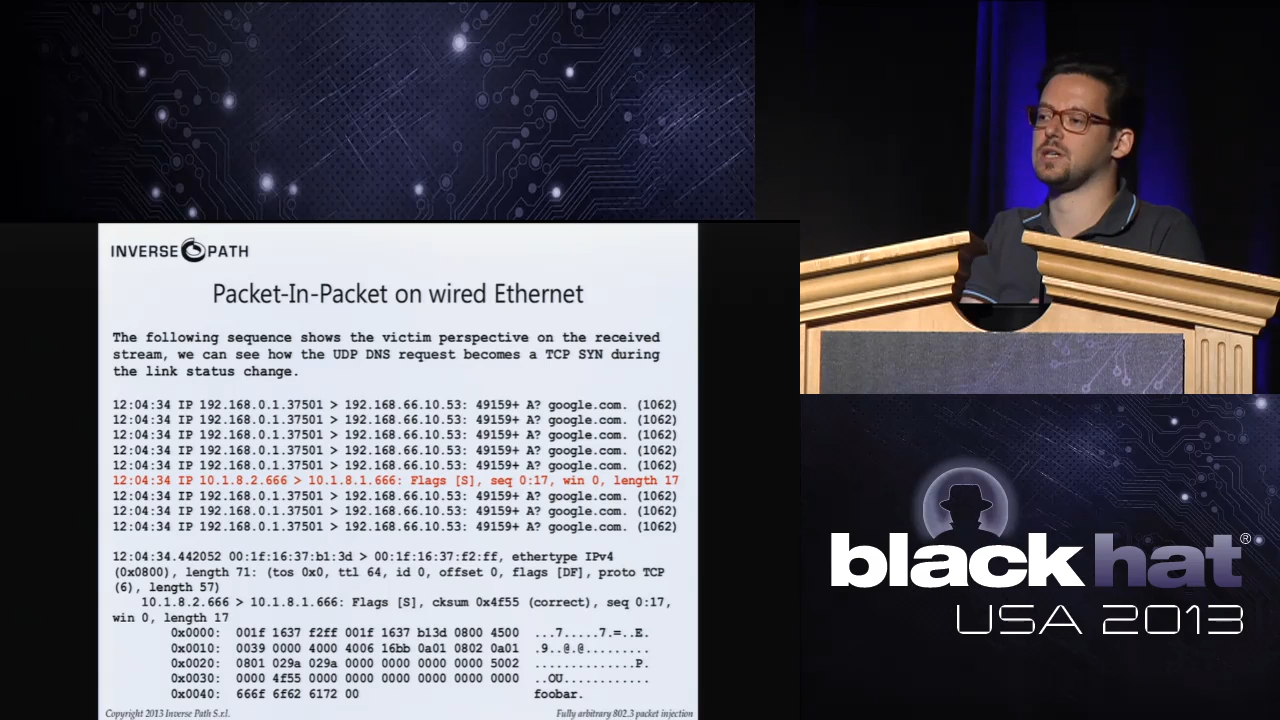 INVERSE PATH
Packet-In-Packet on wired Ethernet
The following sequence shows the victim perspective on the received
stream, we can see how the UDP DNS request becomes a TCP SYN during
the link status change.
12:04:34 IP 192.168.0.1.37501 > 192.168.66.10.53: 49159+ A? google.com. (1062)
12:04:34 IP 192.168.0.1.37501 > 192.168.66.10.53: 49159+ A? google.com. (1062)
12:04:34 IP 192.168.0.1.37501 > 192.168.66.10.53: 49159+ A? google.com. (1062)
12:04:34 IP 192.168.0.1.37501 > 192.168.66.10.53: 49159+ A? google.com. (1062)
12:04:34 IP 192.168.0.1.37501 > 192.168.66.10.53: 49159+ A? google.com. (1062)
12:04:34 IP 10.1.8.2.666 > 10.1.8.1.666: Flags [S], seq 0:17, win 0, length 17
12:04:34 IP 192.168.0.1.37501 > 192.168.66.10.53: 49159+ A? google.com. (1062)
12:04:34 IP 192.168.0.1.37501 > 192.168.66.10.53: 49159+ A? google.com. (1062)
12:04:34 IP 192.168.0.1.37501 > 192.168.66.10.53: 49159+ A? google.com. (1062)
12:04:34.442052 00:1f:16:37:b1:3d > 00:1f:16:37:f2:ff, ethertype IPv4
(0x0800), length 71: (tos 0x0, ttl 64, id 0, offset 0, flags [DF], proto TCP
(6), length 57)
10.1.8.2.666 > 10.1.8.1.666: Flags [S], cksum 0x4f55 (correct), seq 0:17,
win 0, length 17
0x0000: 001f 1637 f2ff 001f 1637 b13d 0800 4500 ...7.....7.=..E.
0x0010: 0039 0000 4000 4006 16bb 0a01 0802 0a01 .9..@.@.........
0x0020: 0801 029a 029a 0000 0000 0000 0000 5002 ..............P.
0x0030: 0000 4f55 0000 0000 0000 0000 0000 0000 ..OU............
0x0040: 666f 6f62 6172 00 foobar.
Copyright 2013 Inverse Path S.r.l.
Fully arbitrary 802.3 packet injection
black hat®
USA 2013